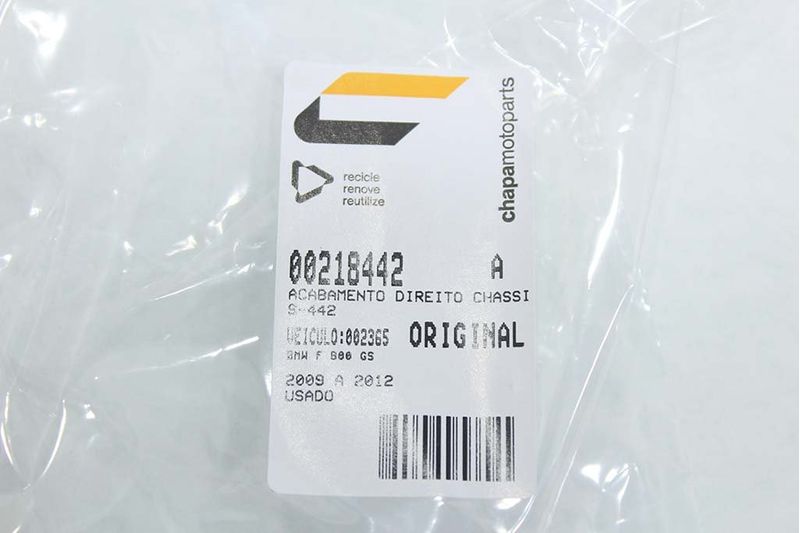 chapamotoparts
recicle
renove
reutilize
00218442 A
ACABAMENTO DIREITO CHASSI
S-442
VEICULO:002365 ORIGINAL
BMW F 800 GS
2009 A 2012
USADO